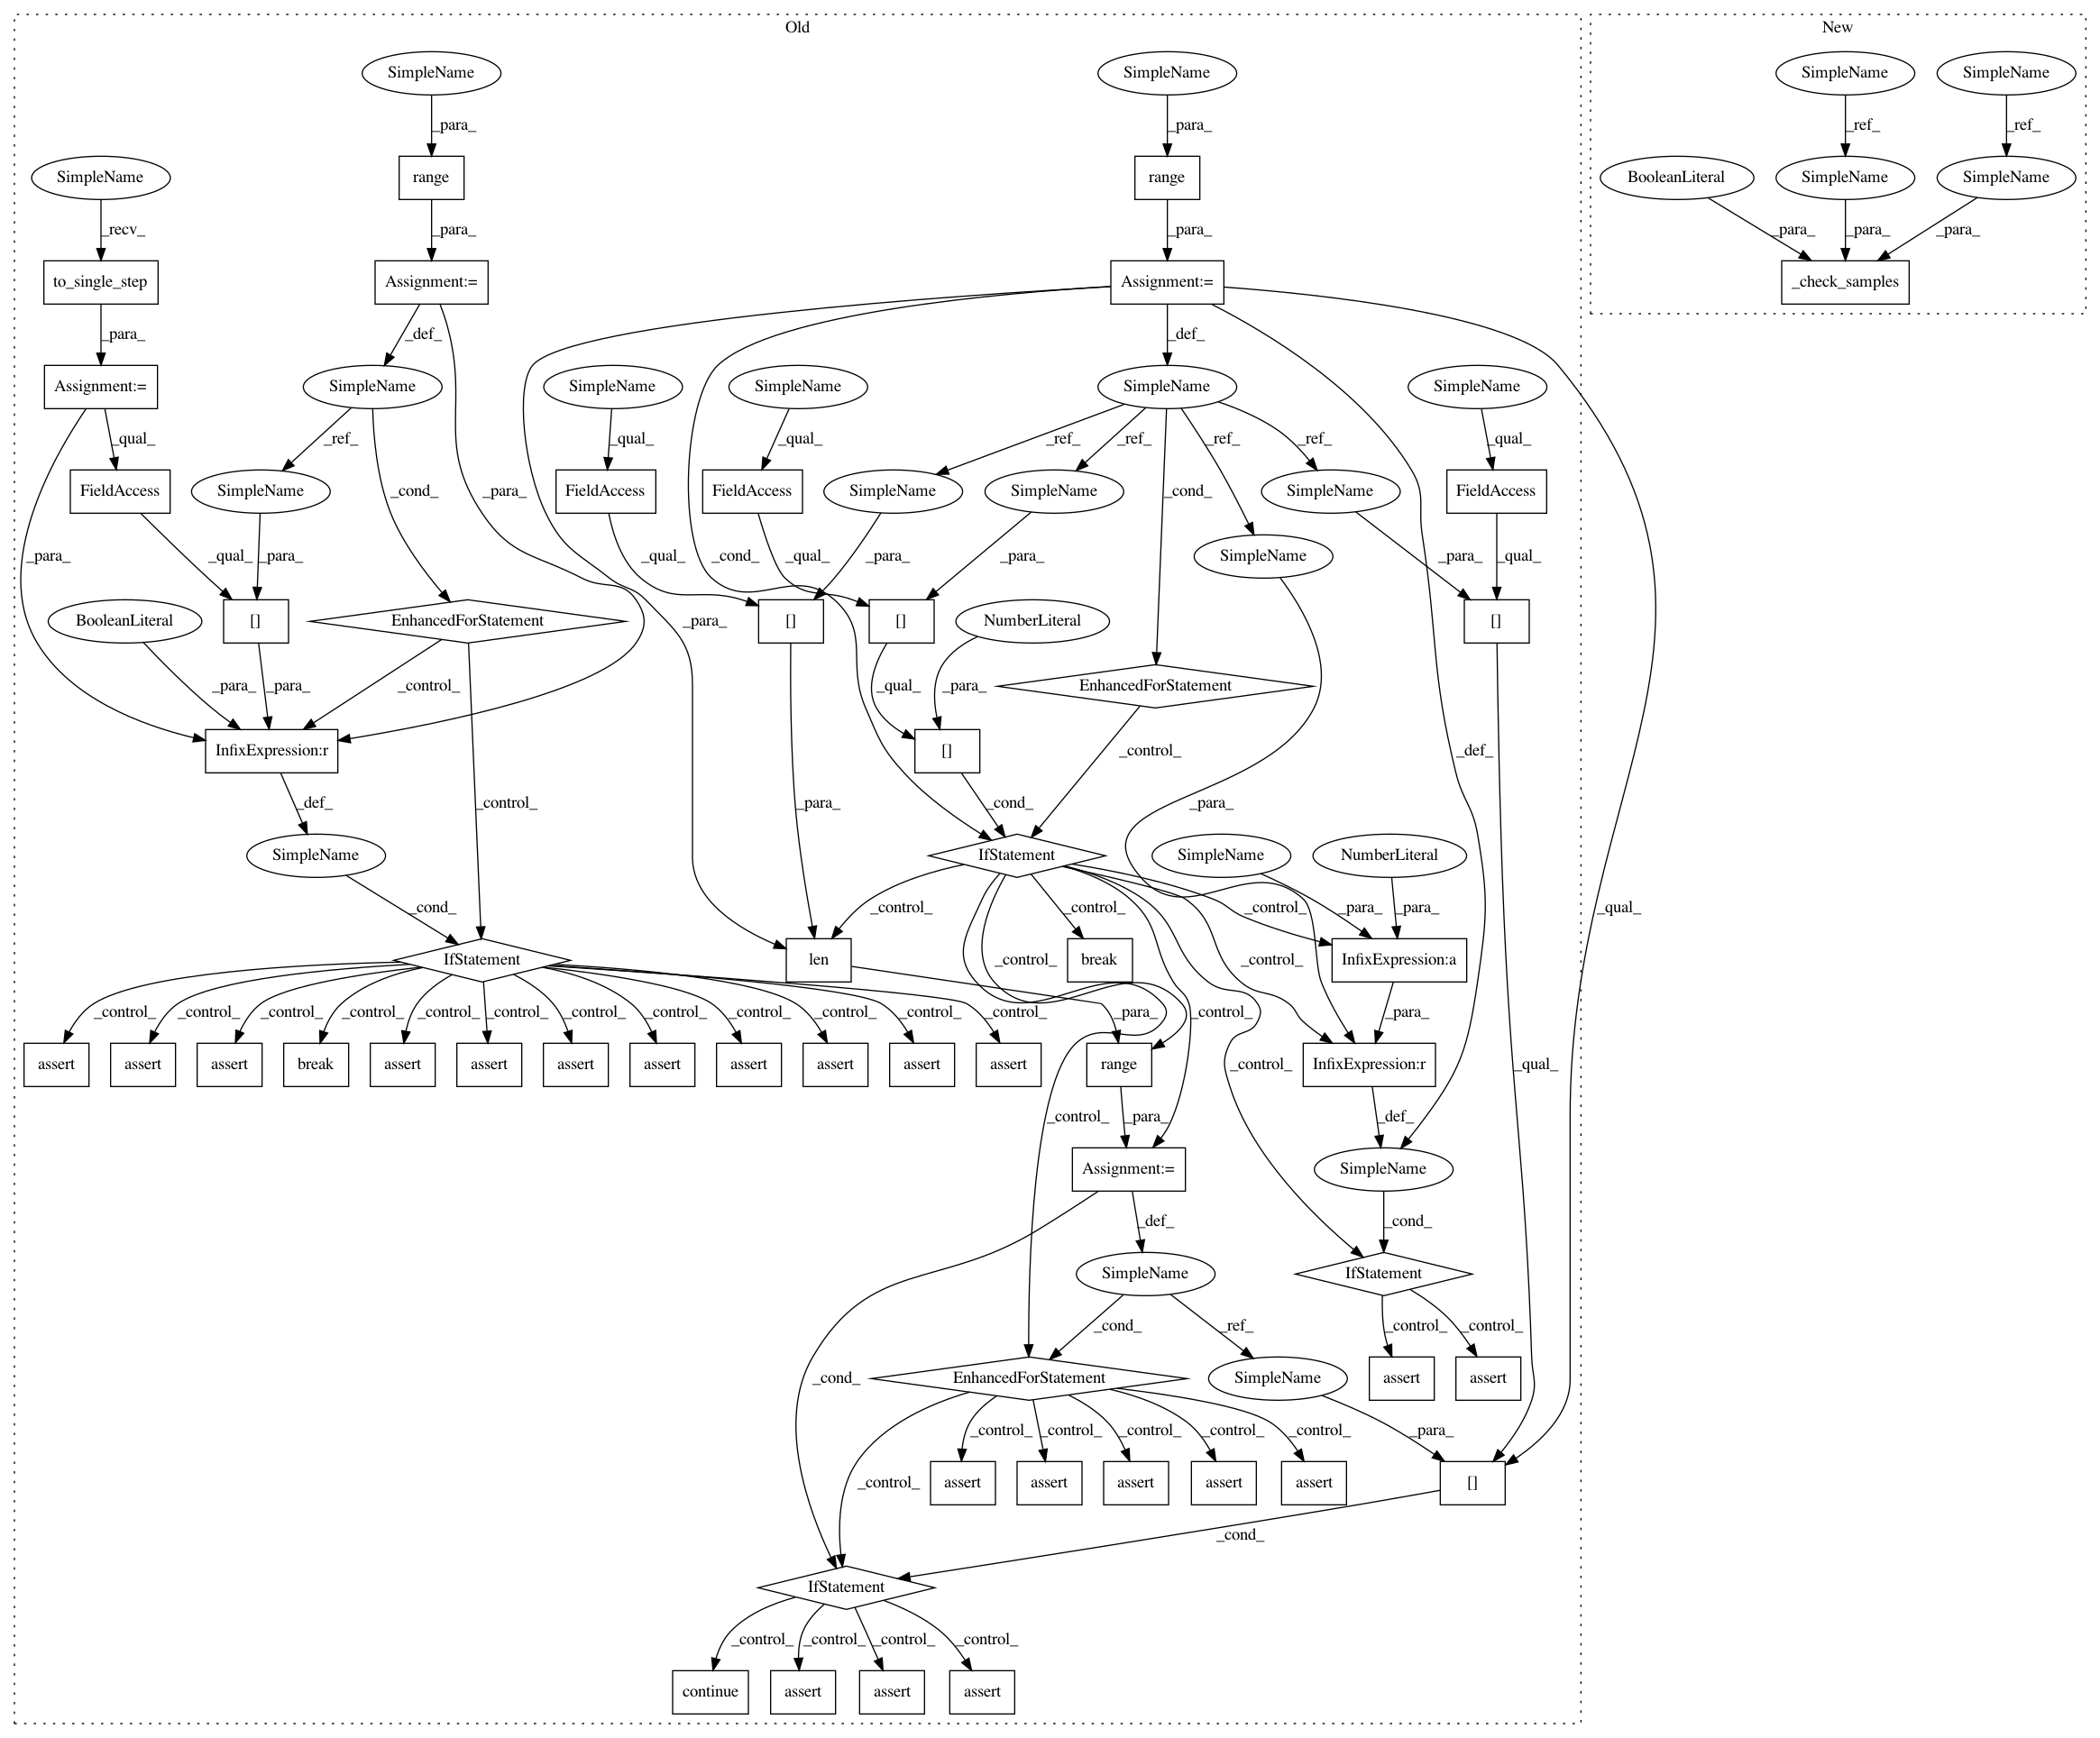 Old New
SimpleName SimpleName SimpleName SimpleName
_para_ _para_ _ref_ _ref_
SimpleName range range BooleanLiteral SimpleName SimpleName
_recv_ _para_ _para_ _para_ _para_ _para_
to_single_step Assignment:= Assignment:= _check_samples
_para_ _def_ _def_
Assignment:= SimpleName SimpleName SimpleName SimpleName SimpleName
_qual_ _ref_ _qual_ _qual_ _ref_ _ref_ _ref_ _ref_ _qual_
FieldAccess SimpleName _cond_ _para_ FieldAccess FieldAccess SimpleName SimpleName _cond_ SimpleName FieldAccess
_para_ _qual_ _para_ _qual_ _cond_ _qual_ _para_ _para_ SimpleName _para_ _qual_
BooleanLiteral [] EnhancedForStatement _para_ [] [] NumberLiteral []
_para_ _para_ _control_ _qual_ _para_ EnhancedForStatement
InfixExpression:r [] _control_ _def_
_def_ _control_ _para_ _cond_ _para_
SimpleName IfStatement SimpleName NumberLiteral
_cond_ _control_ _control_ _control_ _para_ _para_ _qual_
IfStatement len _control_ break _control_ InfixExpression:a
_control_ _control_ _control_ _control_ _control_ _control_ _control_ _control_ _control_ _control_ _control_ _control_ _para_ _control_ _para_
assert assert assert break assert assert assert assert assert assert assert assert range _control_ InfixExpression:r _qual_
_control_ _para_ _def_
Assignment:= SimpleName
_def_ _cond_
SimpleName IfStatement
_cond_ _ref_ _control_ _control_
_cond_ EnhancedForStatement SimpleName assert assert
_control_ _control_ _control_ _control_ _control_ _para_
_control_ assert assert assert assert assert []
_cond_
IfStatement
_control_ _control_ _control_ _control_
continue assert assert assert